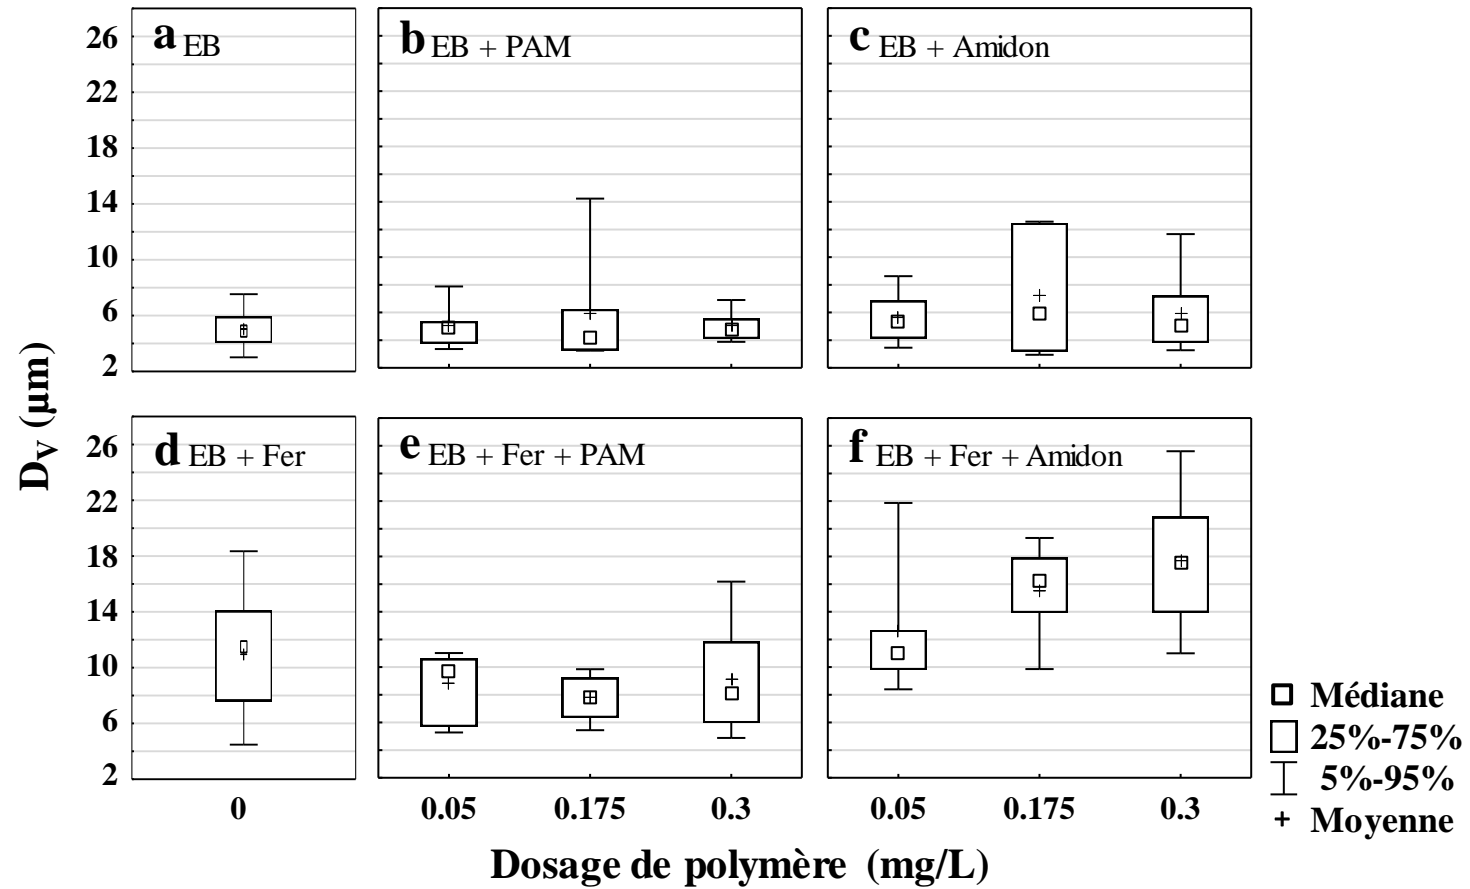 a EB
b EB + PAM
c EB + Amidon
26
22
18
14
10
6
2
DV (µm)
d EB + Fer
e EB + Fer + PAM
f EB + Fer + Amidon
26
22
18
14
10
6
2
0
0.05 0.175 0.3
0.05 0.175 0.3
Dosage de polymère (mg/L)
Médiane
25%-75%
5%-95%
+ Moyenne